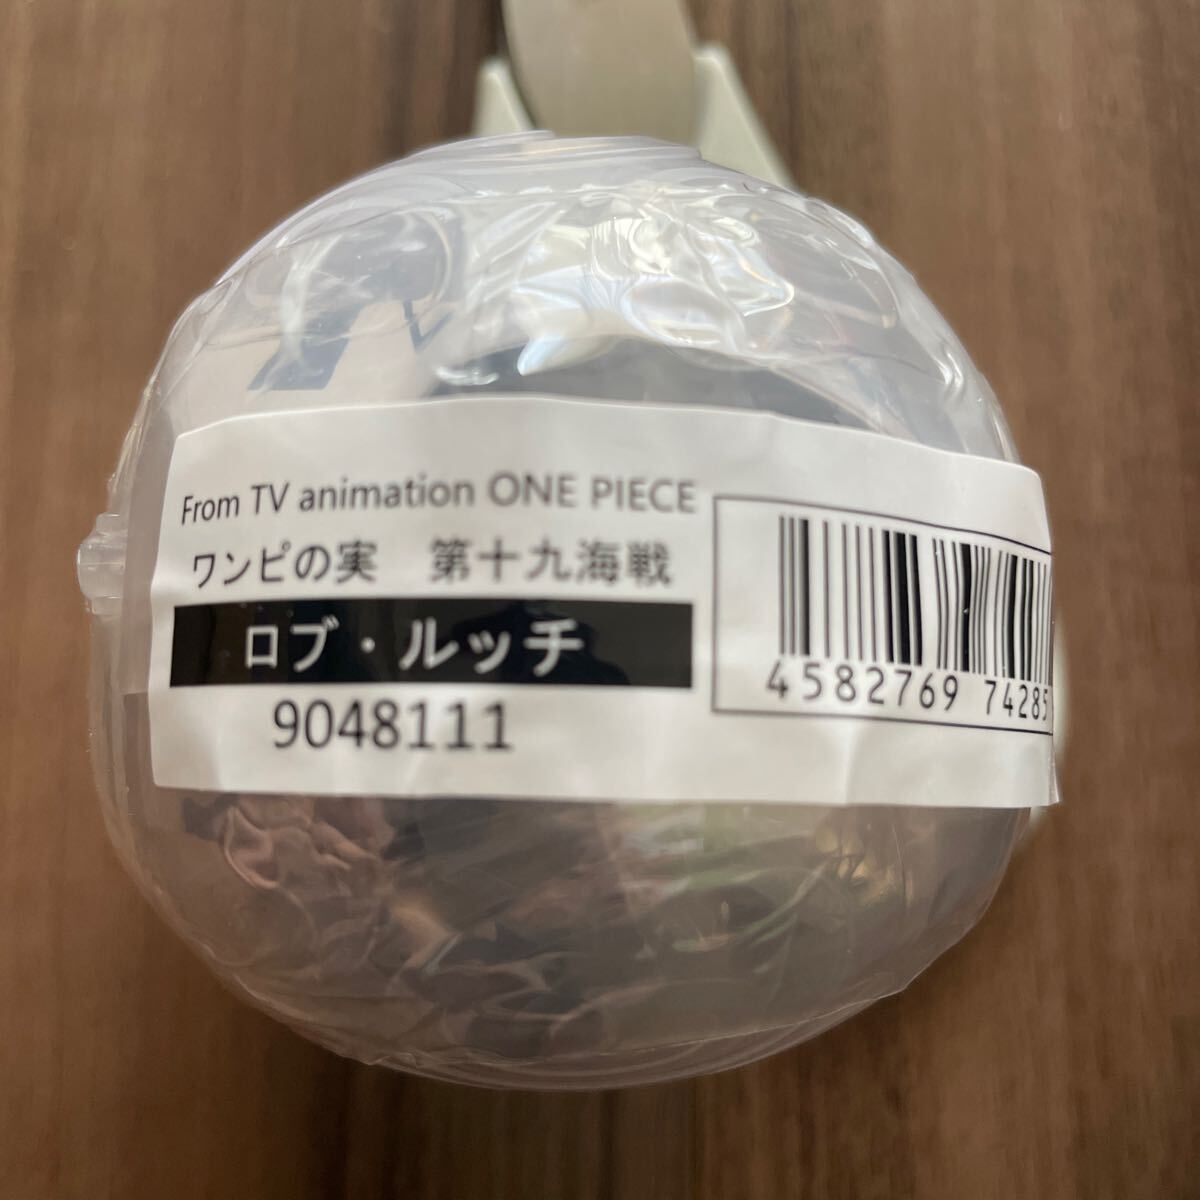 From TV animation ONE PIECE
ワンピの実　第十九海戦
ロブ・ルッチ
9048111
4582769 74285